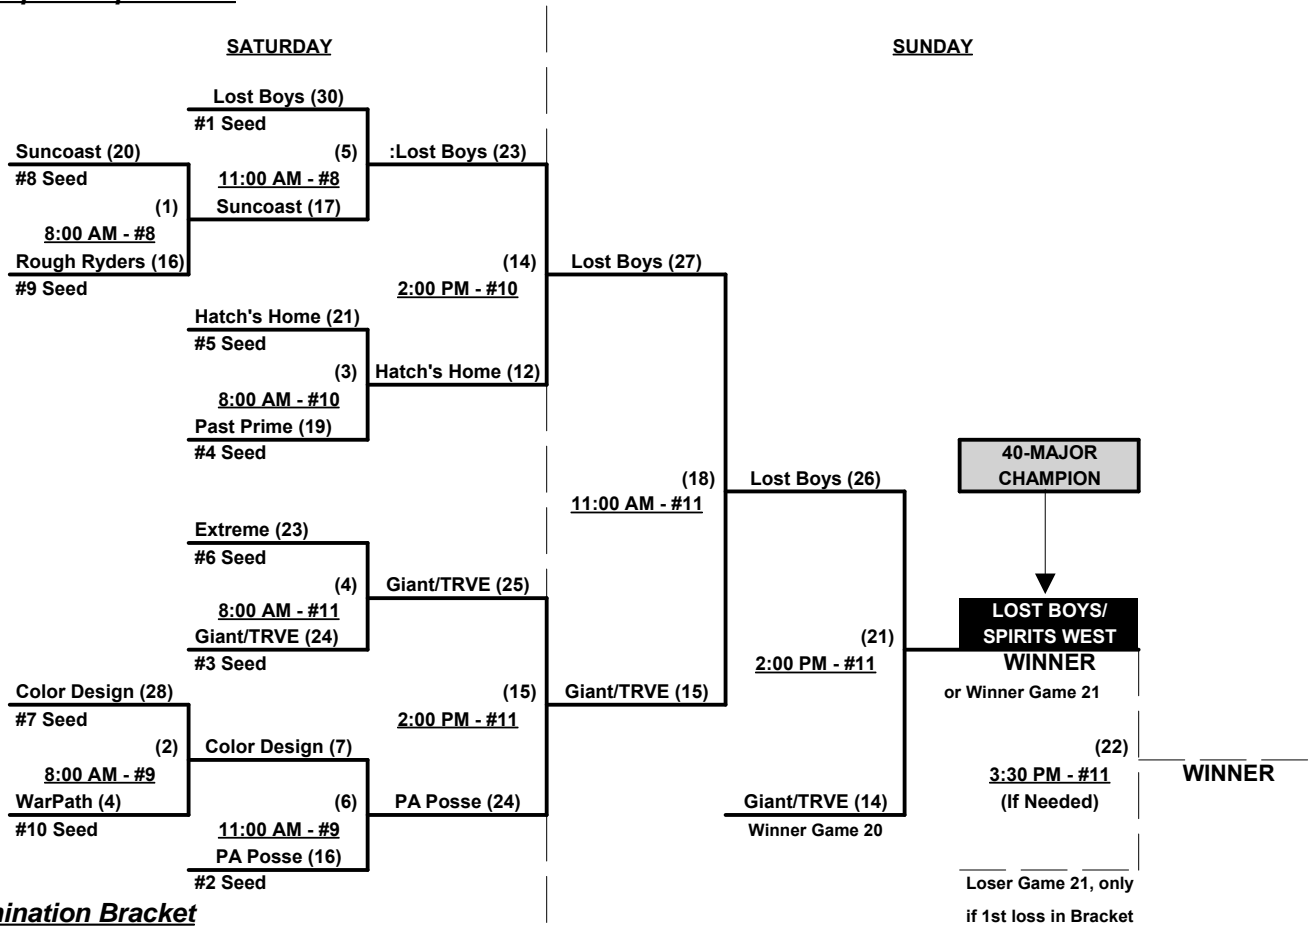 SATURDAY
SUNDAY
Lost Boys (30)
#1 Seed
Suncoast (20)
(5)
:Lost Boys (23)
#8 Seed
11:00 AM - #8
(1)
Suncoast (17)
8:00 AM - #8
Rough Ryders (16)
(14)
Lost Boys (27)
#9 Seed
2:00 PM - #10
Hatch's Home (21)
#5 Seed
(3)
Hatch's Home (12)
8:00 AM - #10
Past Prime (19)
#4 Seed
40-MAJOR
CHAMPION
(18)
Lost Boys (26)
11:00 AM - #11
Extreme (23)
#6 Seed
(4)
Giant/TRVE (25)
8:00 AM - #11
LOST BOYS/
SPIRITS WEST
Giant/TRVE (24)
(21)
#3 Seed
2:00 PM - #11
WINNER
Color Design (28)
(15)
Giant/TRVE (15)
or Winner Game 21
#7 Seed
2:00 PM - #11
(2)
Color Design (7)
(22)
8:00 AM - #9
3:30 PM - #11
WINNER
WarPath (4)
(6)
PA Posse (24)
Giant/TRVE (14)
(If Needed)
#10 Seed
11:00 AM - #9
Winner Game 20
PA Posse (16)
#2 Seed
Loser Game 21, only
if 1st loss in Bracket
nination Bracket